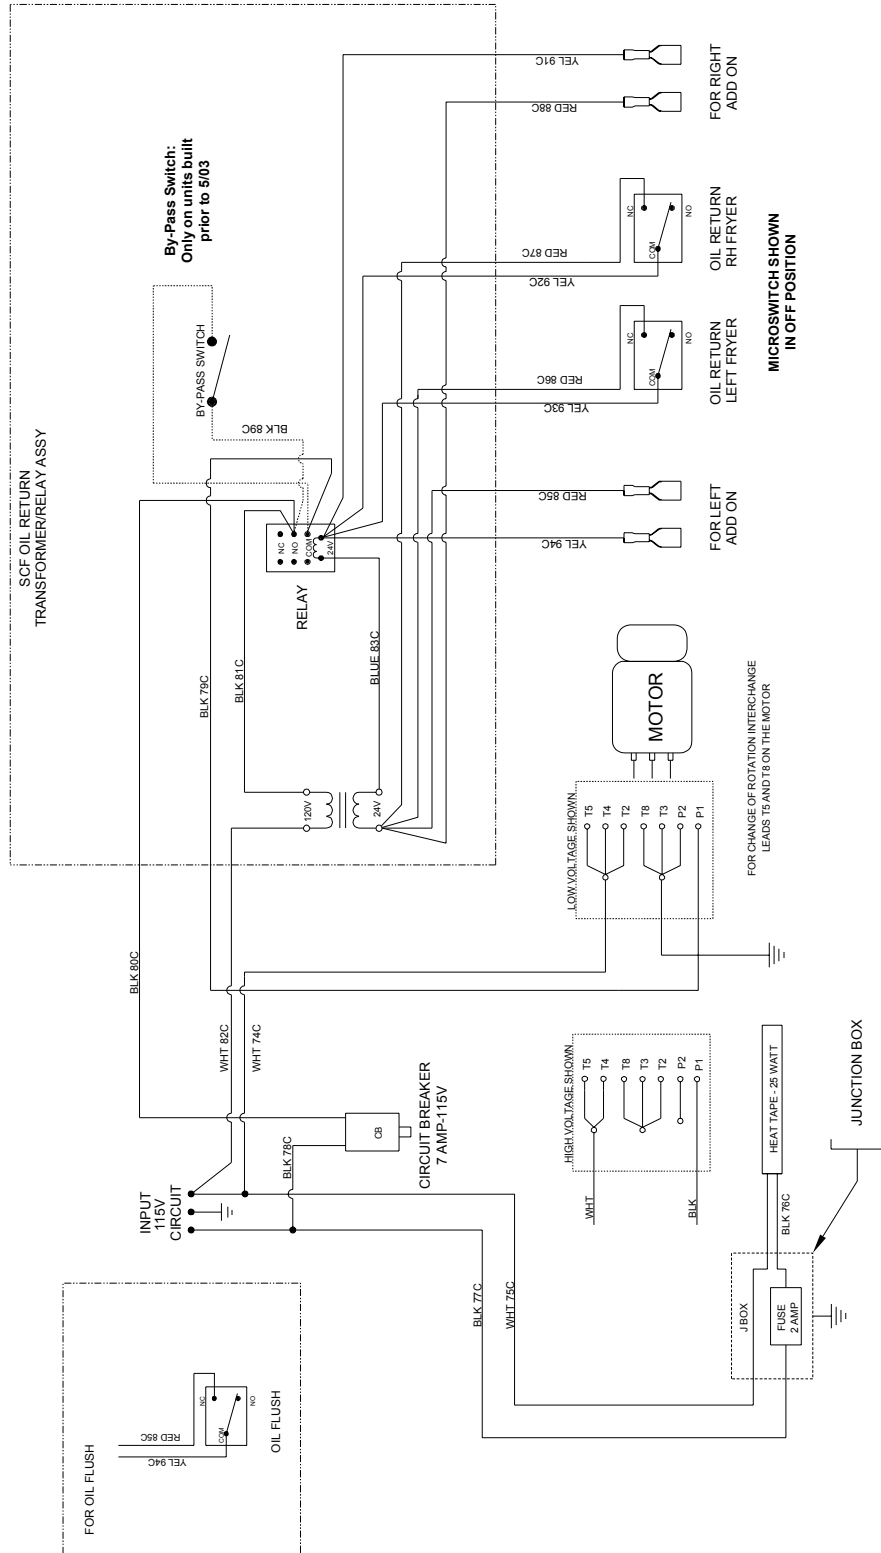 SCF OIL RETURN
TRANSFORMER/RELAY ASSY
By-Pass Switch:
Only on units built
prior to 5/03
BY-PASS SWITCH
BLK 89C
NC
NO
COM
24V
RELAY
BLK 79C
BLK 81C
BLUE 83C
120V
24V
YEL 91C
RED 88C
FOR RIGHT
ADD ON
RED 87C
YEL 92C
NC
COM
NO
OIL RETURN
RH FRYER
RED 86C
YEL 93C
NC
COM
NO
OIL RETURN
LEFT FRYER
MICROSWITCH SHOWN
IN OFF POSITION
RED 85C
YEL 94C
FOR LEFT
ADD ON
MOTOR
FOR CHANGE OF ROTATION INTERCHANGE
LEADS T5 AND T8 ON THE MOTOR
LOW VOLTAGE SHOWN
T5
T4
T2
T8
T3
P2
P1
BLK 80C
WHT 82C
WHT 74C
CB
CIRCUIT BREAKER
7 AMP-115V
BLK 78C
INPUT
115V
CIRCUIT
HIGH VOLTAGE SHOWN
T5
T4
T8
T3
T2
P2
P1
WHT
BLK
HEAT TAPE - 25 WATT
BLK 76C
JUNCTION BOX
J BOX
FUSE
2 AMP
BLK 77C
WHT 75C
FOR OIL FLUSH
RED 85C
YEL 94C
NC
COM
NO
OIL FLUSH